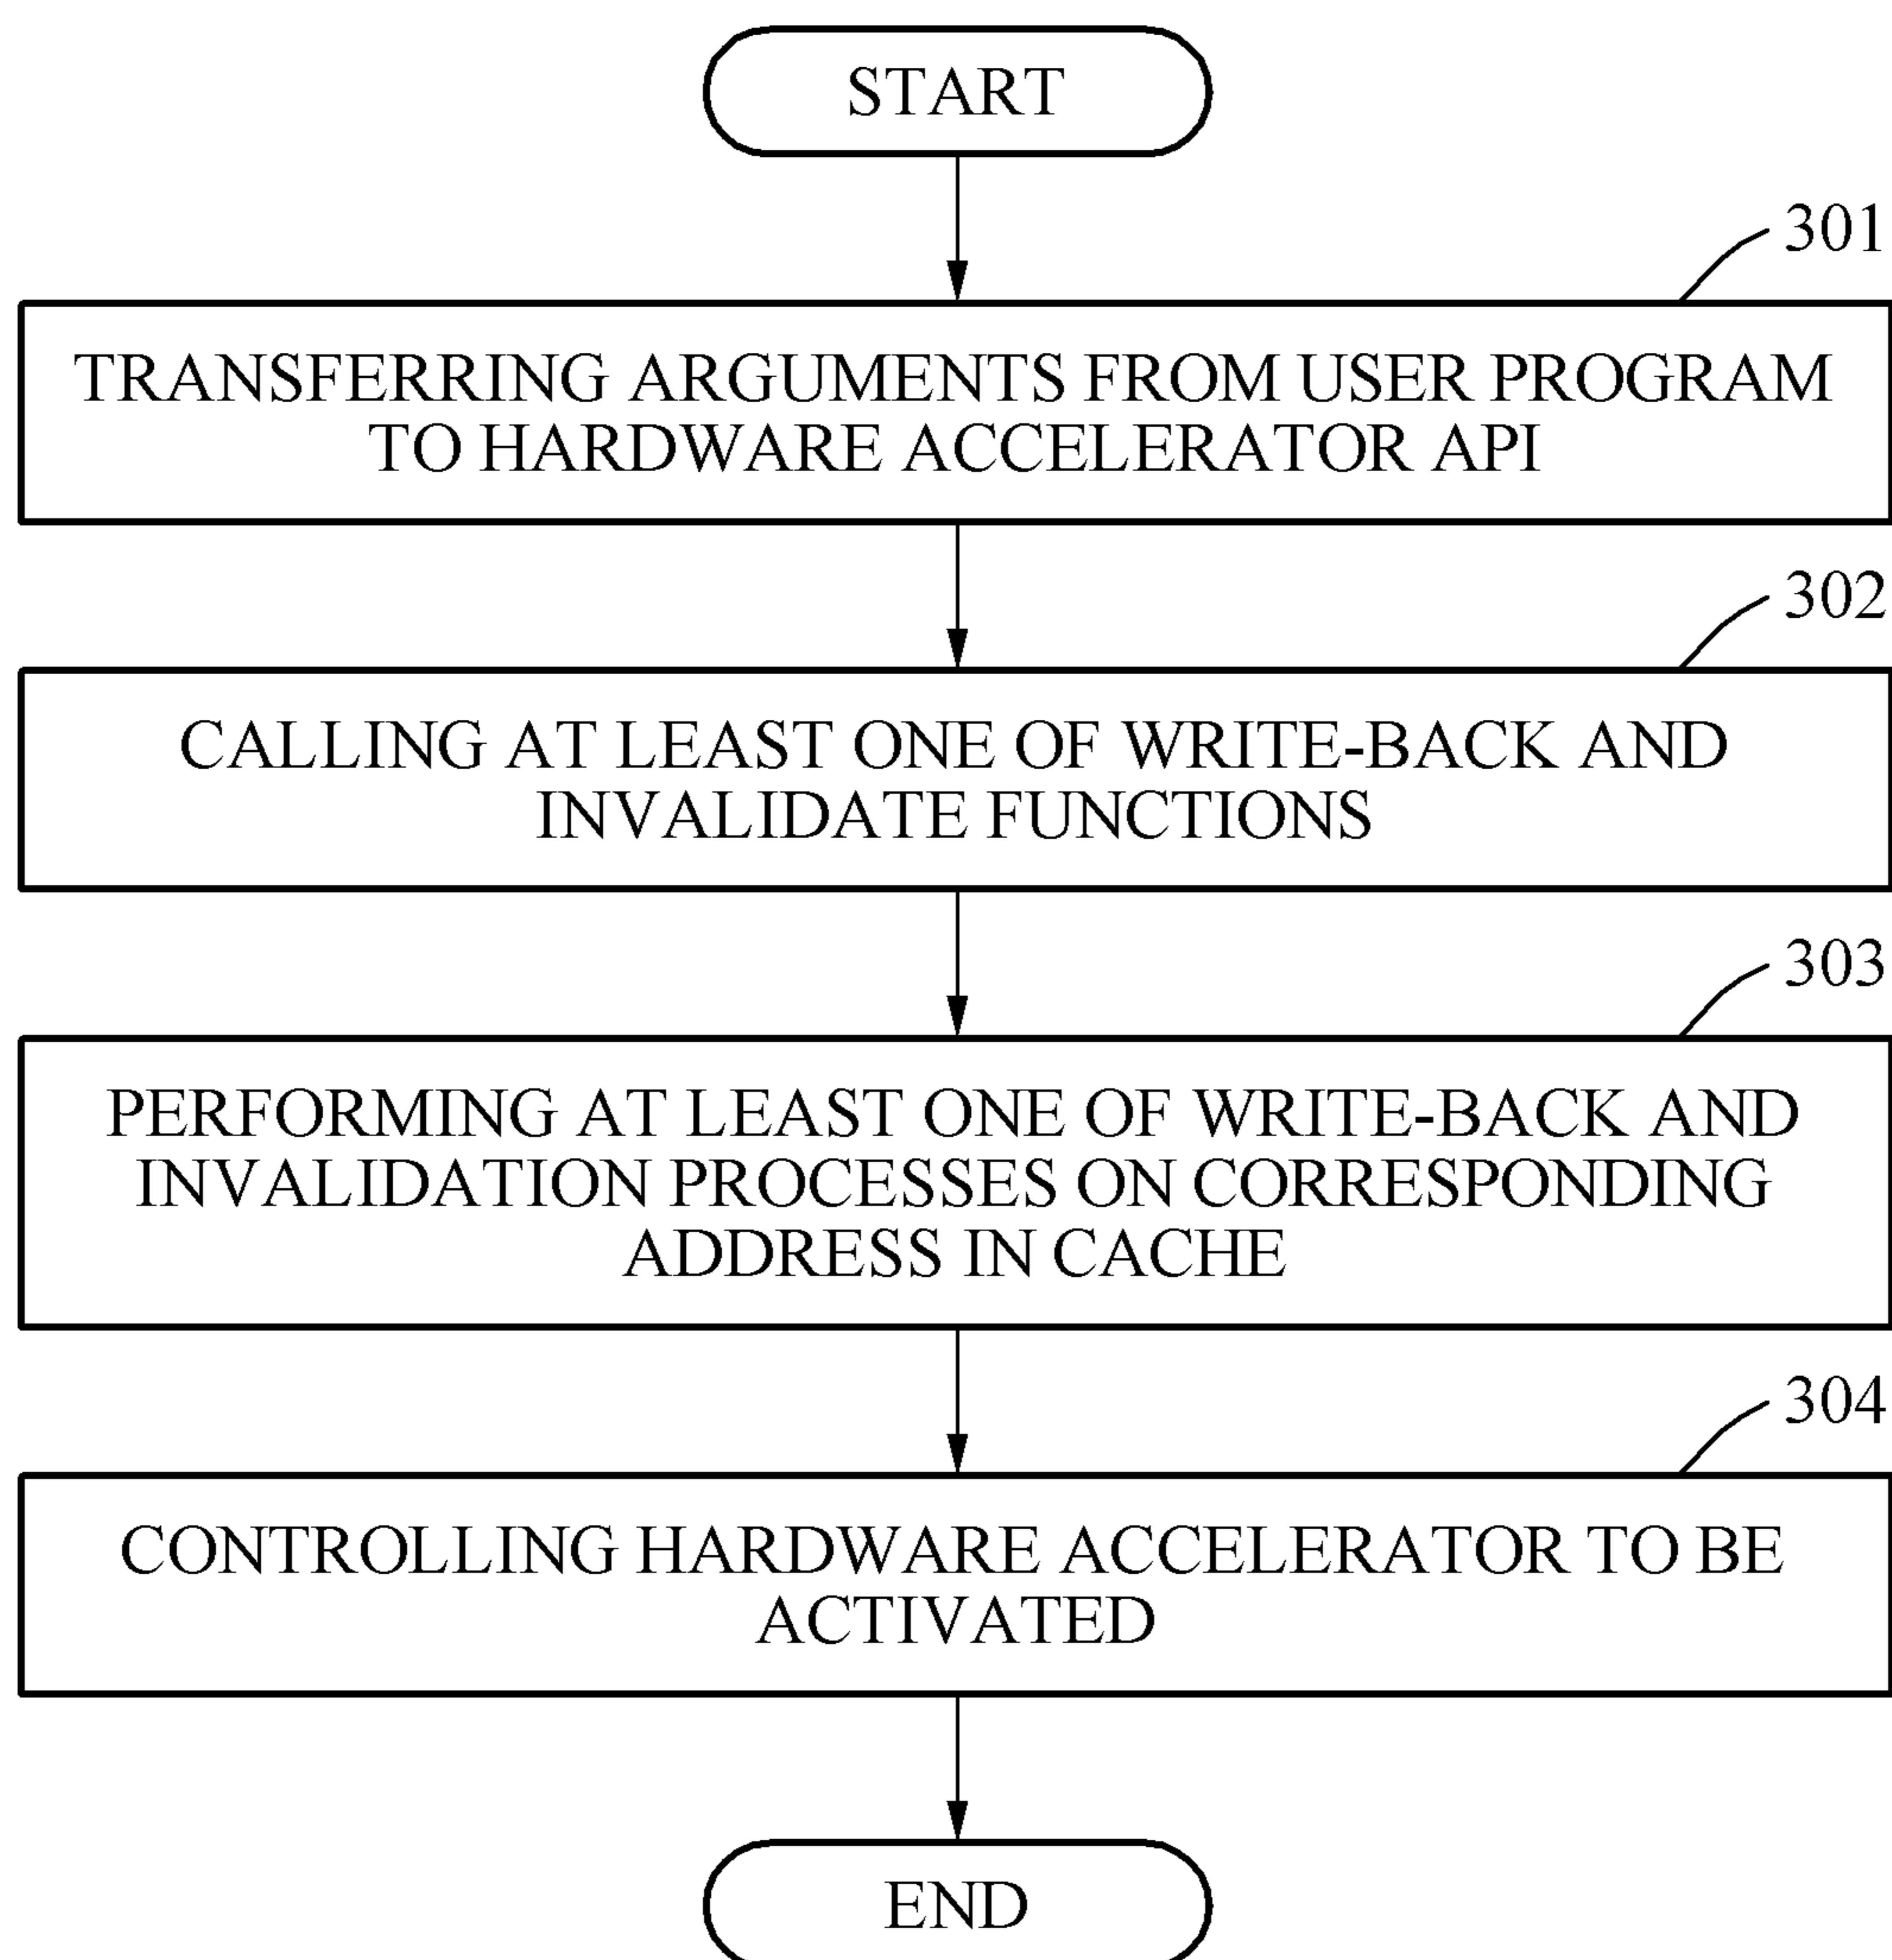 START
301
TRANSFERRING ARGUMENTS FROM USER PROGRAM
TO HARDWARE ACCELERATOR API
302
CALLING AT LEAST ONE OF WRITE-BACK AND
INVALIDATE FUNCTIONS
303
PERFORMING AT LEAST ONE OF WRITE-BACK AND
INVALIDATION PROCESSES ON CORRESPONDING
ADDRESS IN CACHE
304
CONTROLLING HARDWARE ACCELERATOR TO BE
ACTIVATED
END